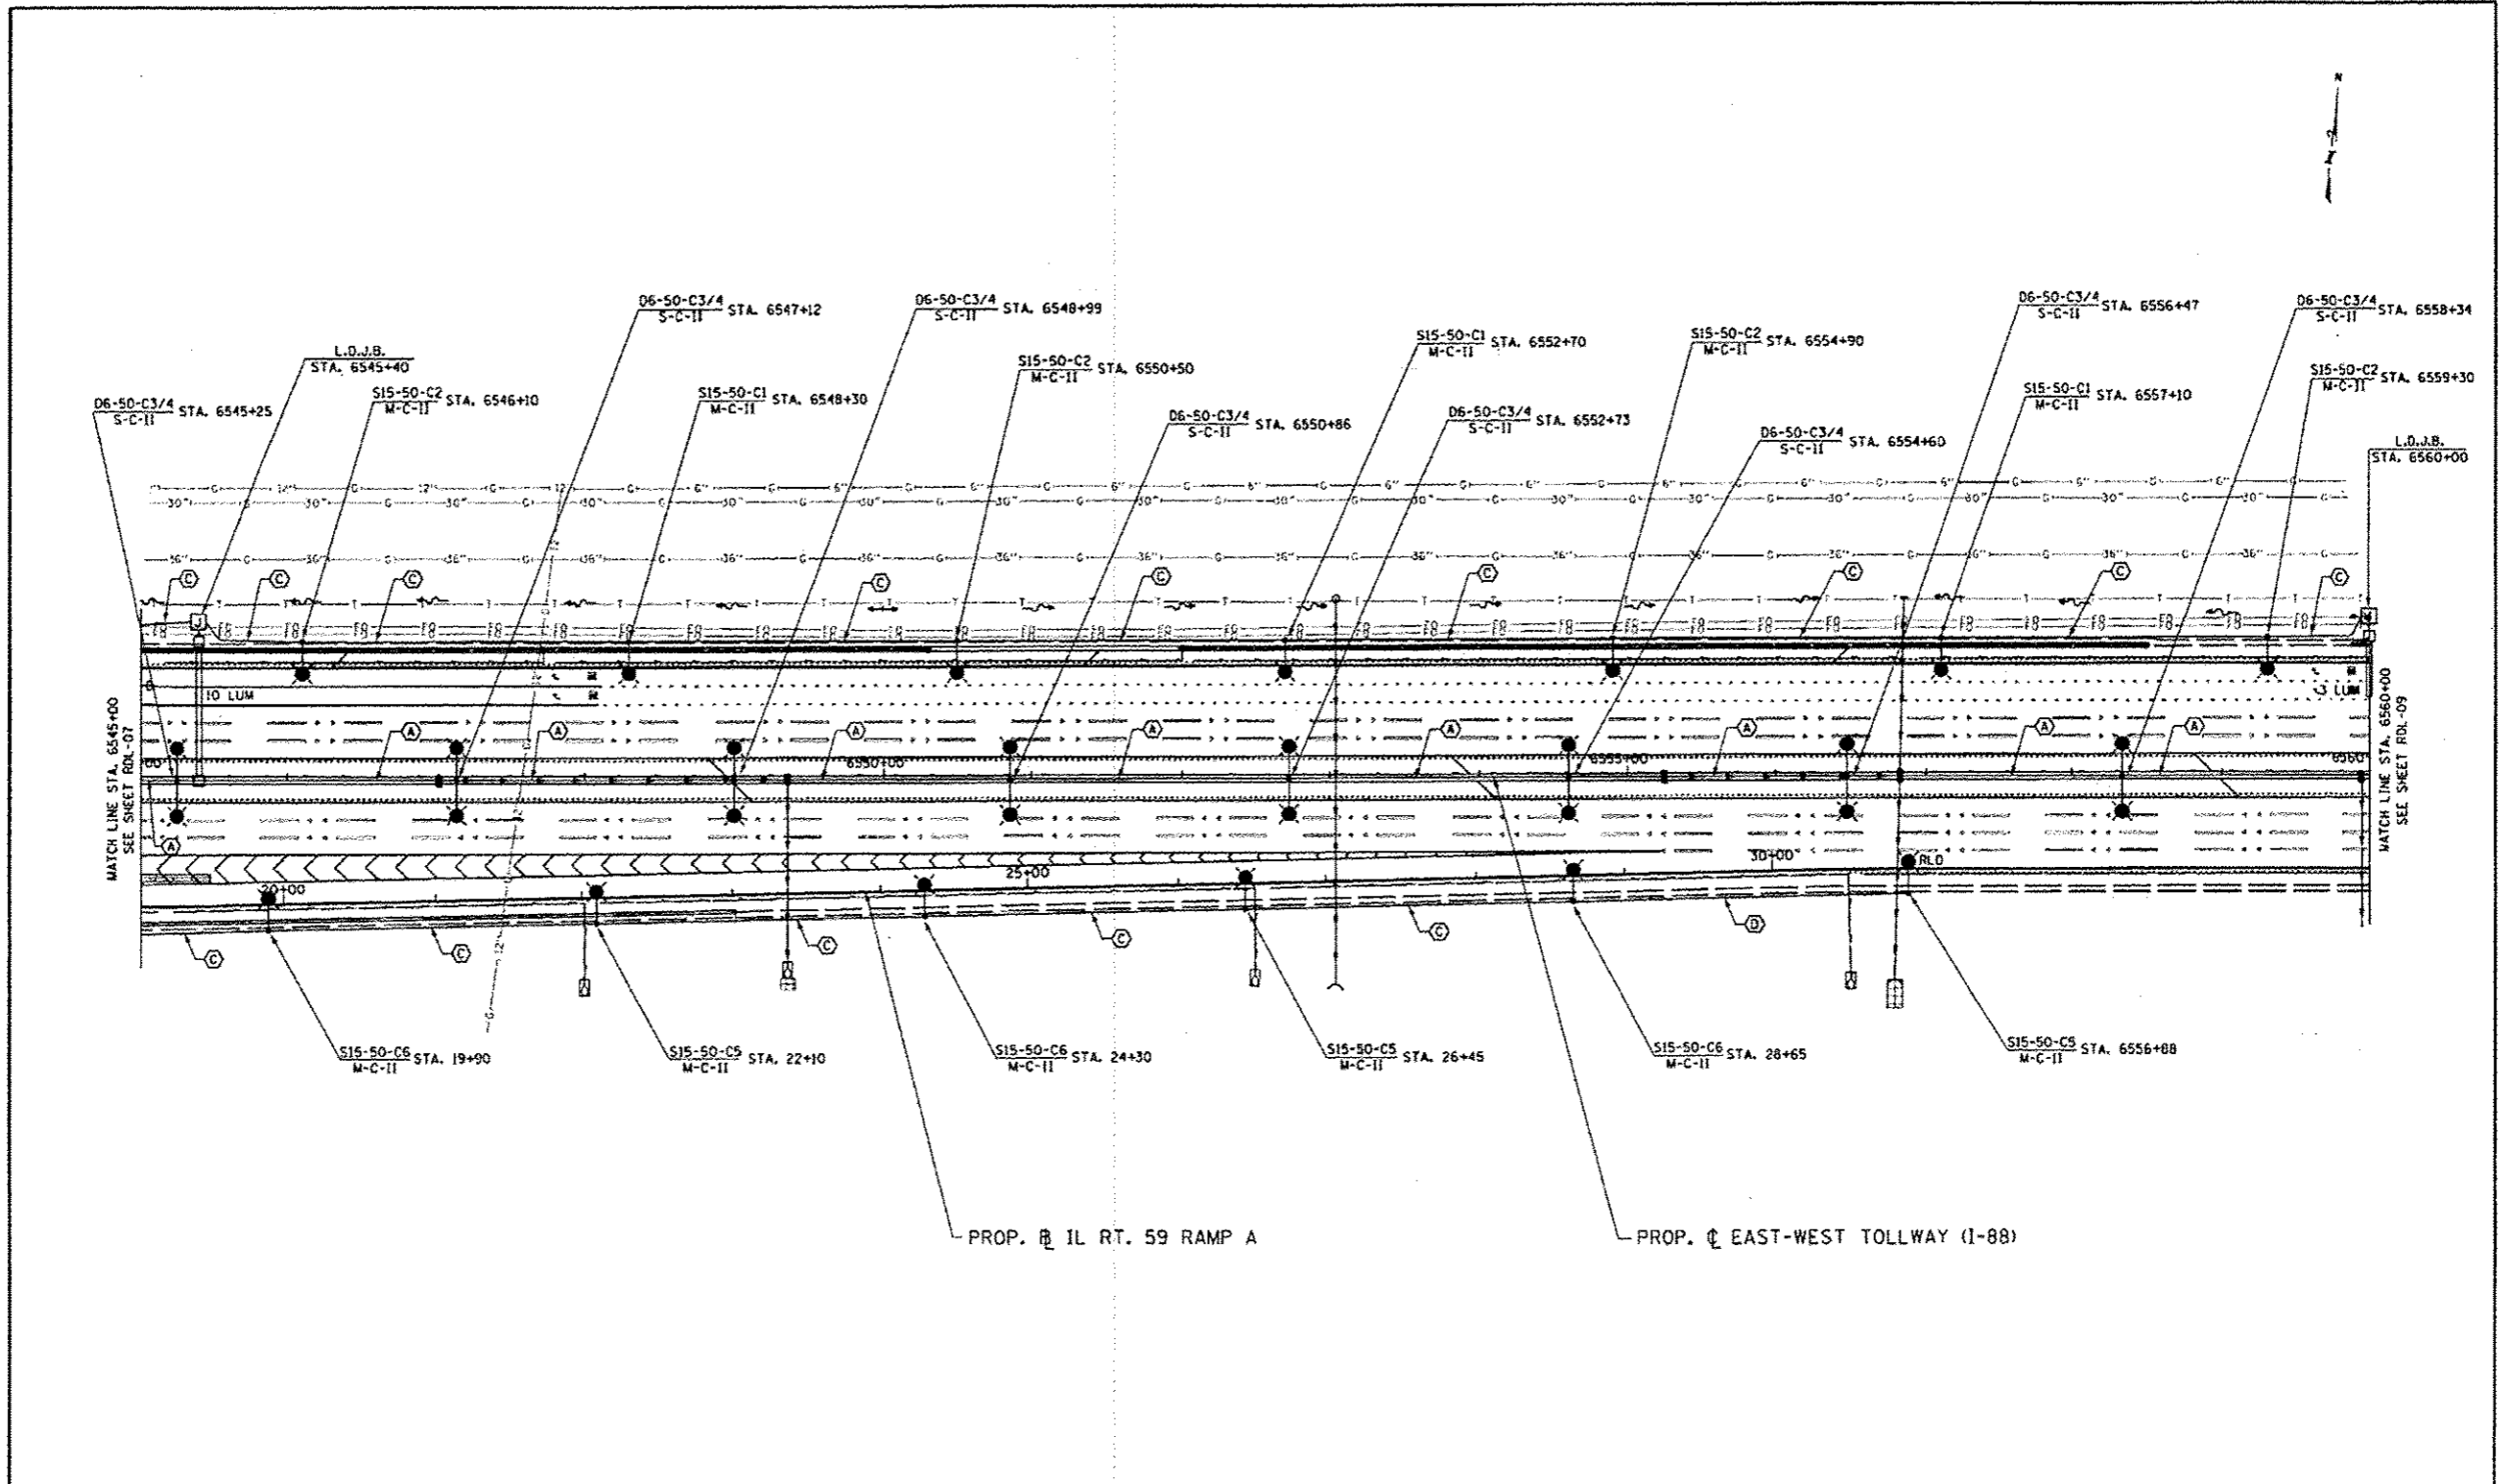 N
D6-50-C3/4
S-C-II STA. 6547+12
D6-50-C3/4
S-C-II STA. 6548+99
D6-50-C3/4
S-C-II STA. 6556+47
D6-50-C3/4
S-C-II STA. 6558+34
L.D.J.B.
STA. 6545+40
S15-50-C2
M-C-II STA. 6550+50
S15-50-C1
M-C-II STA. 6552+70
S15-50-C2
M-C-II STA. 6554+90
D6-50-C3/4
S-C-II STA. 6545+25
S15-50-C2
M-C-II STA. 6546+10
S15-50-C1
M-C-II STA. 6548+30
D6-50-C3/4
S-C-II STA. 6550+86
D6-50-C3/4
S-C-II STA. 6552+73
D6-50-C3/4
S-C-II STA. 6554+60
S15-50-C1
M-C-II STA. 6557+10
S15-50-C2
M-C-II STA. 6559+30
L.D.J.B.
STA. 6560+00
C C C C C C C C C
J
10 LUM
3 LUM
MATCH LINE STA. 6545+00
SEE SHEET RDL-07
MATCH LINE STA. 6560+00
SEE SHEET RDL-09
A A A A A A A A
00 6550+00 6555+00 6560
A
20+00 25+00 30+00 RLD
C C C C C D
S15-50-C6
M-C-II STA. 19+90
S15-50-C5
M-C-II STA. 22+10
S15-50-C6
M-C-II STA. 24+30
S15-50-C5
M-C-II STA. 26+45
S15-50-C6
M-C-II STA. 28+65
S15-50-C5
M-C-II STA. 6556+88
PROP. ⅊ IL RT. 59 RAMP A
PROP. ℄ EAST-WEST TOLLWAY (I-88)